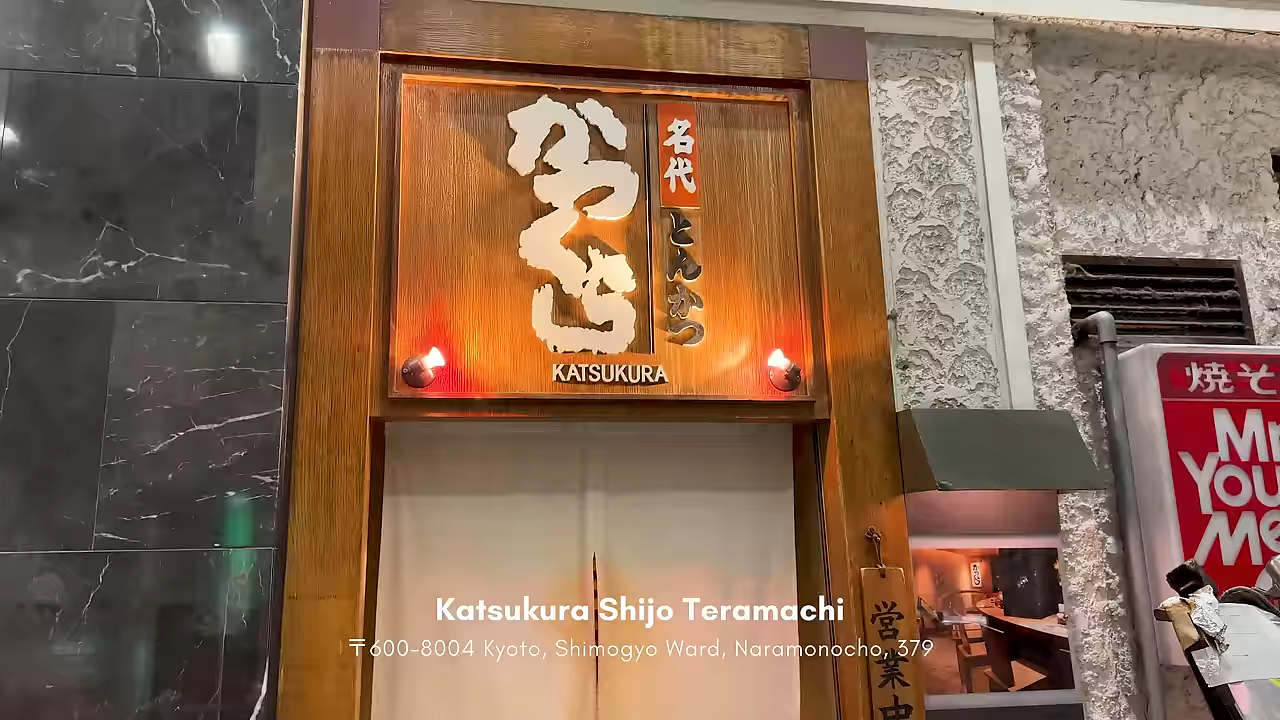 かつくら
名代
とんかつ
KATSUKURA
焼そ
Mr
You
Me
営業中
Katsukura Shijo Teramachi
〒600-8004 Kyoto, Shimogyo Ward, Naramonocho, 379